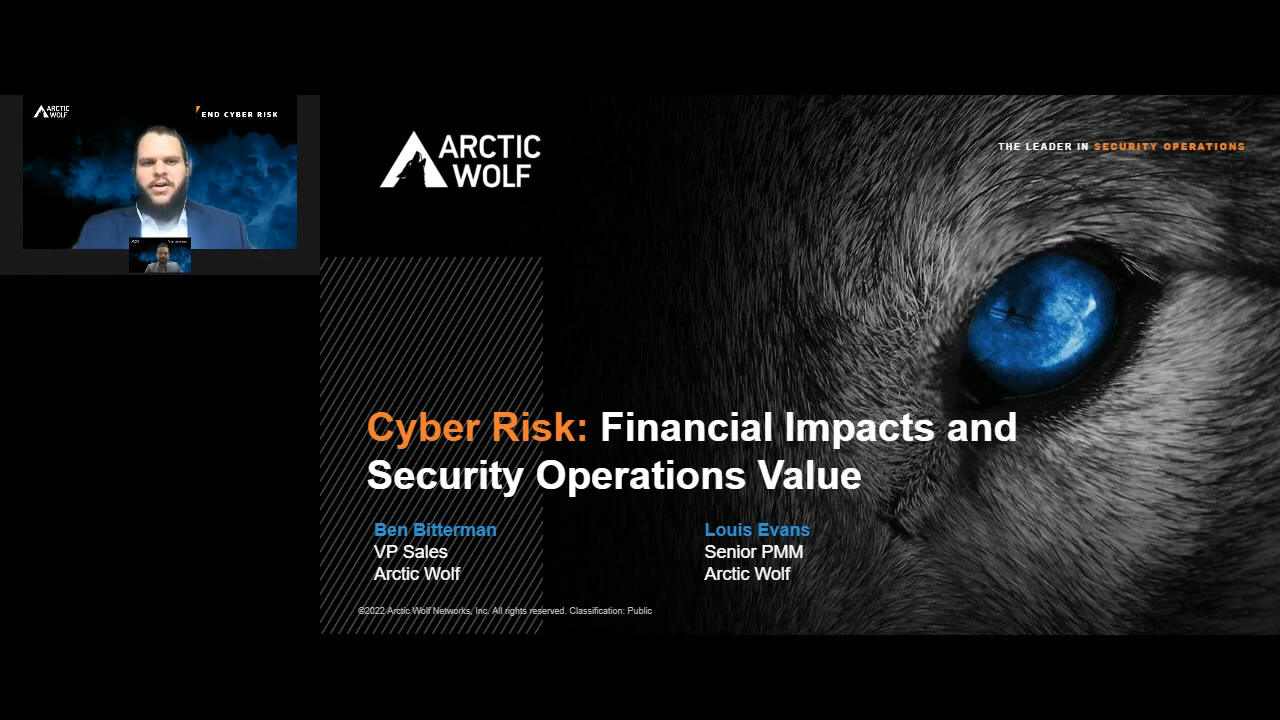 ARCTIC
WOLF
END CYBER RISK
ARCTIC
WOLF
THE LEADER IN SECURITY OPERATIONS
Cyber Risk: Financial Impacts and
Security Operations Value
Ben Bitterman
VP Sales
Arctic Wolf
Louis Evans
Senior PMM
Arctic Wolf
©2022 Arctic Wolf Networks, Inc. All rights reserved. Classification: Public